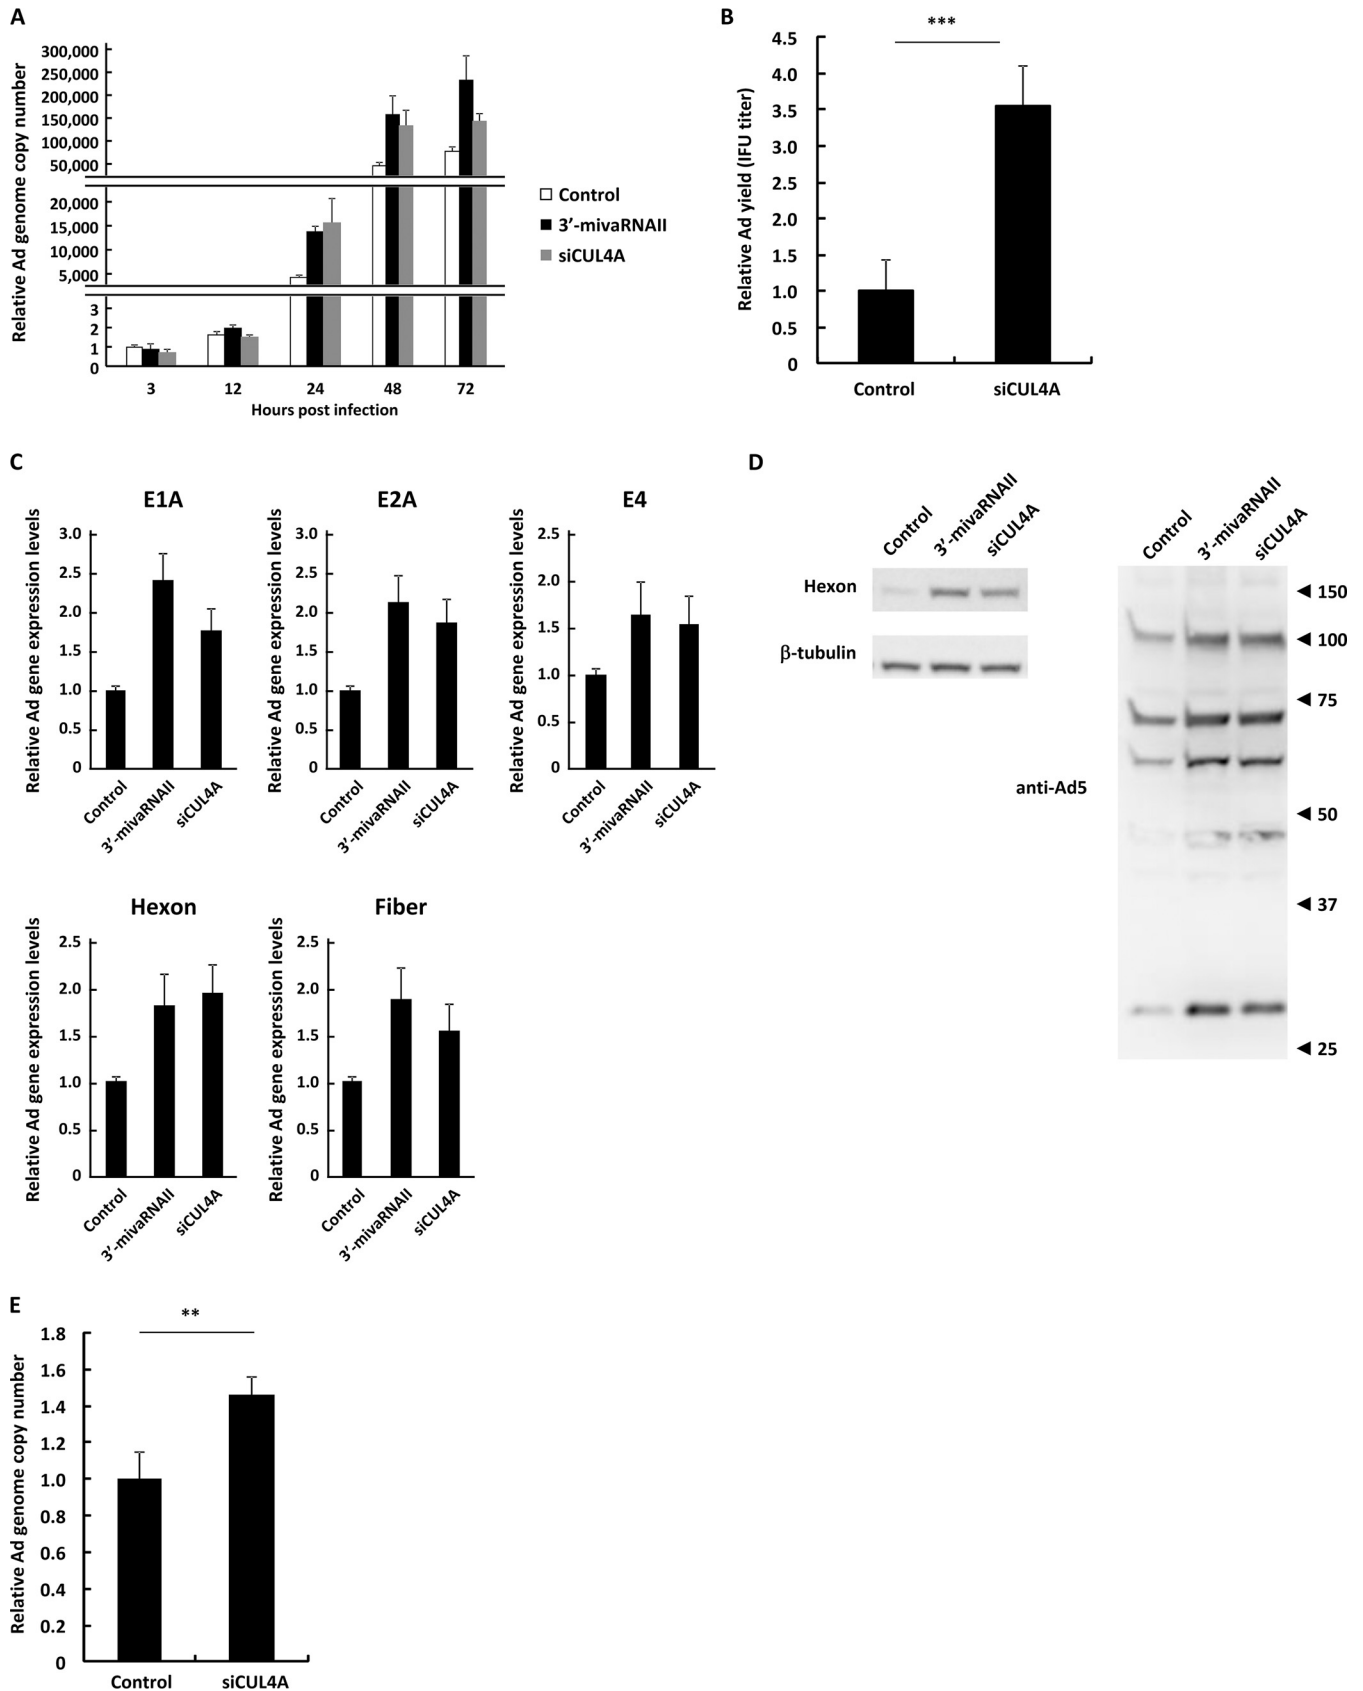 A
Relative Ad genome copy number
300,000
250,000
200,000
150,000
100,000
50,000
20,000
15,000
10,000
5,000
3
2
1
0
3 12 24 48 72
Hours post infection
Control
3’-mivaRNAII
siCUL4A
B
***
Relative Ad yield (IFU titer)
4.5
4.0
3.5
3.0
2.5
2.0
1.5
1.0
0.5
0
Control siCUL4A
C
E1A
Relative Ad gene expression levels
3.0
2.5
2.0
1.5
1.0
0.5
0
Control
3’-mivaRNAII
siCUL4A
E2A
Relative Ad gene expression levels
3.0
2.5
2.0
1.5
1.0
0.5
0
Control
3’-mivaRNAII
siCUL4A
E4
Relative Ad gene expression levels
2.5
2.0
1.5
1.0
0.5
0
Control
3’-mivaRNAII
siCUL4A
Hexon
Relative Ad gene expression levels
2.5
2.0
1.5
1.0
0.5
0
Control
3’-mivaRNAII
siCUL4A
Fiber
Relative Ad gene expression levels
2.5
2.0
1.5
1.0
0.5
0
Control
3’-mivaRNAII
siCUL4A
D
Control
3’-mivaRNAII
siCUL4A
Hexon
β-tubulin
Control
3’-mivaRNAII
siCUL4A
anti-Ad5
150
100
75
50
37
25
E
**
Relative Ad genome copy number
1.8
1.6
1.4
1.2
1.0
0.8
0.6
0.4
0.2
0
Control siCUL4A